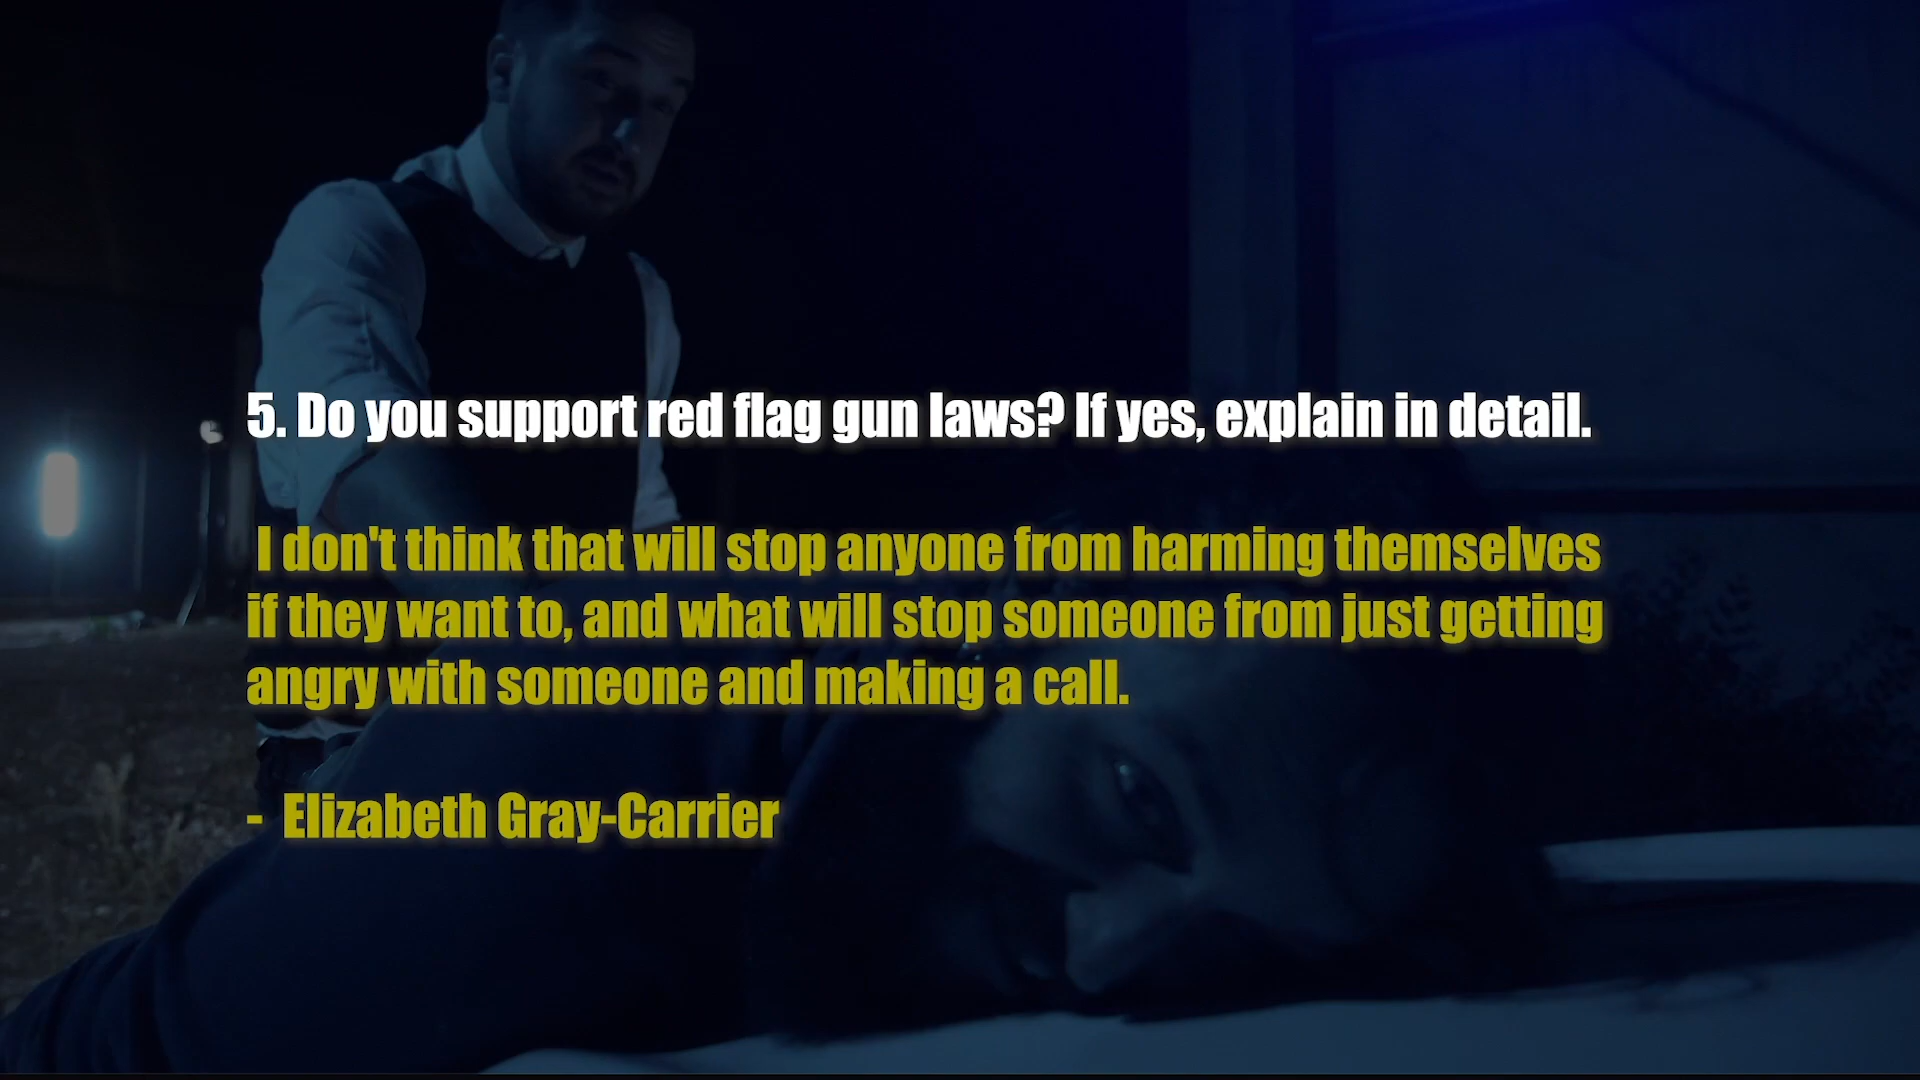 5. Do you support red flag gun laws? If yes, explain in detail.
I don't think that will stop anyone from harming themselves
if they want to, and what will stop someone from just getting
angry with someone and making a call.
- Elizabeth Gray-Carrier